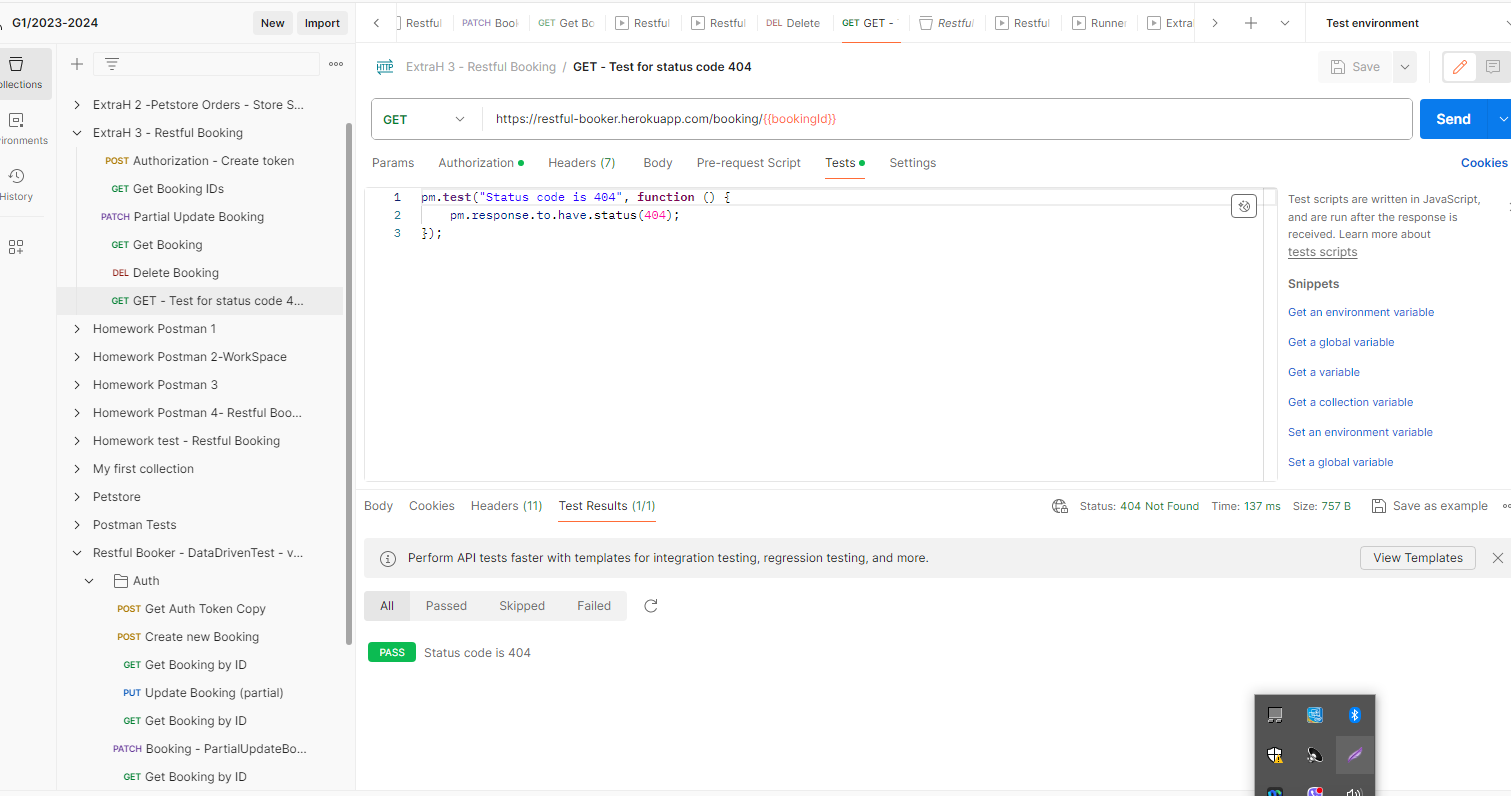 G1/2023-2024
New
Import
Restful
PATCH Book
GET Get Bo
Restful
Restful
DEL Delete
GET GET -
Restful
Restful
Runner
Extra
Test environment
ollections
ironments
History
ExtraH 2 -Petstore Orders - Store S...
ExtraH 3 - Restful Booking
POST Authorization - Create token
GET Get Booking IDs
PATCH Partial Update Booking
GET Get Booking
DEL Delete Booking
GET GET - Test for status code 4...
Homework Postman 1
Homework Postman 2-WorkSpace
Homework Postman 3
Homework Postman 4- Restful Boo...
Homework test - Restful Booking
My first collection
Petstore
Postman Tests
Restful Booker - DataDrivenTest - v...
Auth
POST Get Auth Token Copy
POST Create new Booking
GET Get Booking by ID
PUT Update Booking (partial)
GET Get Booking by ID
PATCH Booking - PartialUpdateBo...
GET Get Booking by ID
HTTP ExtraH 3 - Restful Booking / GET - Test for status code 404
Save
GET
https://restful-booker.herokuapp.com/booking/{{bookingId}}
Send
Params Authorization Headers (7) Body Pre-request Script Tests Settings
Cookies
1 pm.test("Status code is 404", function () {
2 pm.response.to.have.status(404);
3 });
Test scripts are written in JavaScript,
and are run after the response is
received. Learn more about
tests scripts
Snippets
Get an environment variable
Get a global variable
Get a variable
Get a collection variable
Set an environment variable
Set a global variable
Body Cookies Headers (11) Test Results (1/1)
Status: 404 Not Found Time: 137 ms Size: 757 B Save as example
Perform API tests faster with templates for integration testing, regression testing, and more.
View Templates
All Passed Skipped Failed
PASS Status code is 404